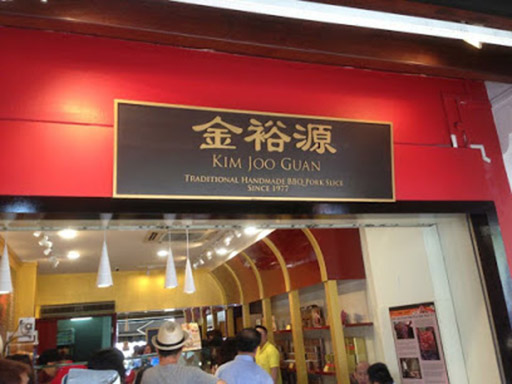 金裕源
KIM JOO GUAN
TRADITIONAL HANDMADE BBQ PORK SLICE
SINCE 1977